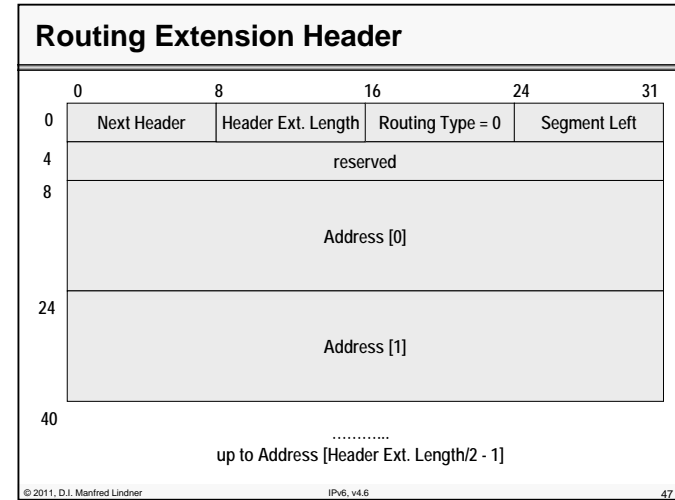 Routing Extension Header
0 8 16 24 31
0 Next Header Header Ext. Length Routing Type = 0 Segment Left
4 reserved
8
Address [0]
24
Address [1]
40
………..
up to Address [Header Ext. Length/2 - 1]
© 2011, D.I. Manfred Lindner IPv6, v4.6 47